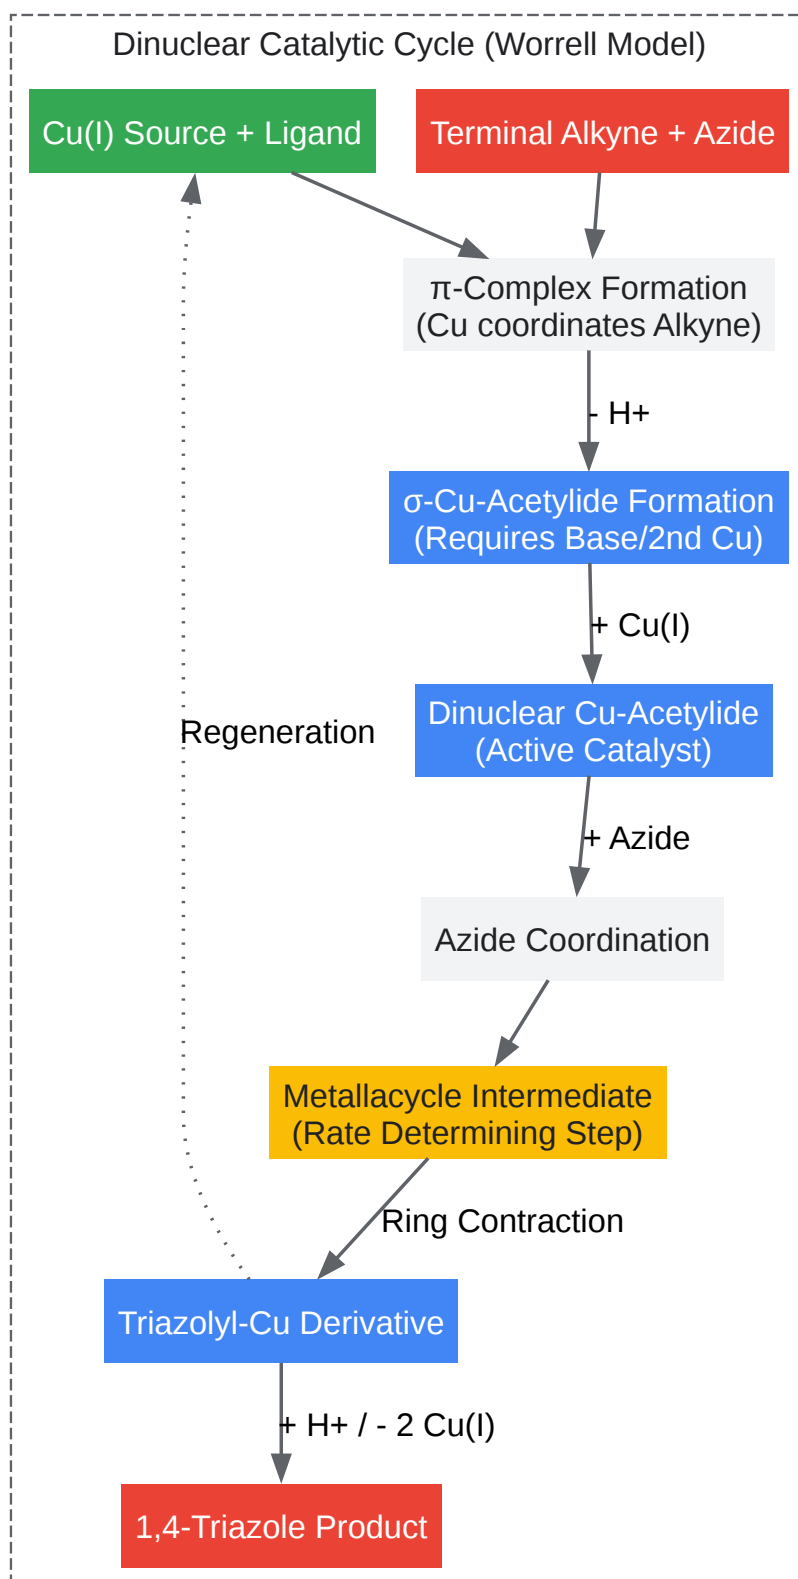 Dinuclear Catalytic Cycle (Worrell Model)
Cu(I) Source + Ligand
Terminal Alkyne + Azide
π-Complex Formation
(Cu coordinates Alkyne)
- H+
σ-Cu-Acetylide Formation
(Requires Base/2nd Cu)
+ Cu(I)
Dinuclear Cu-Acetylide
(Active Catalyst)
Regeneration
+ Azide
Azide Coordination
Metallacycle Intermediate
(Rate Determining Step)
Ring Contraction
Triazolyl-Cu Derivative
+ H+ / - 2 Cu(I)
1,4-Triazole Product